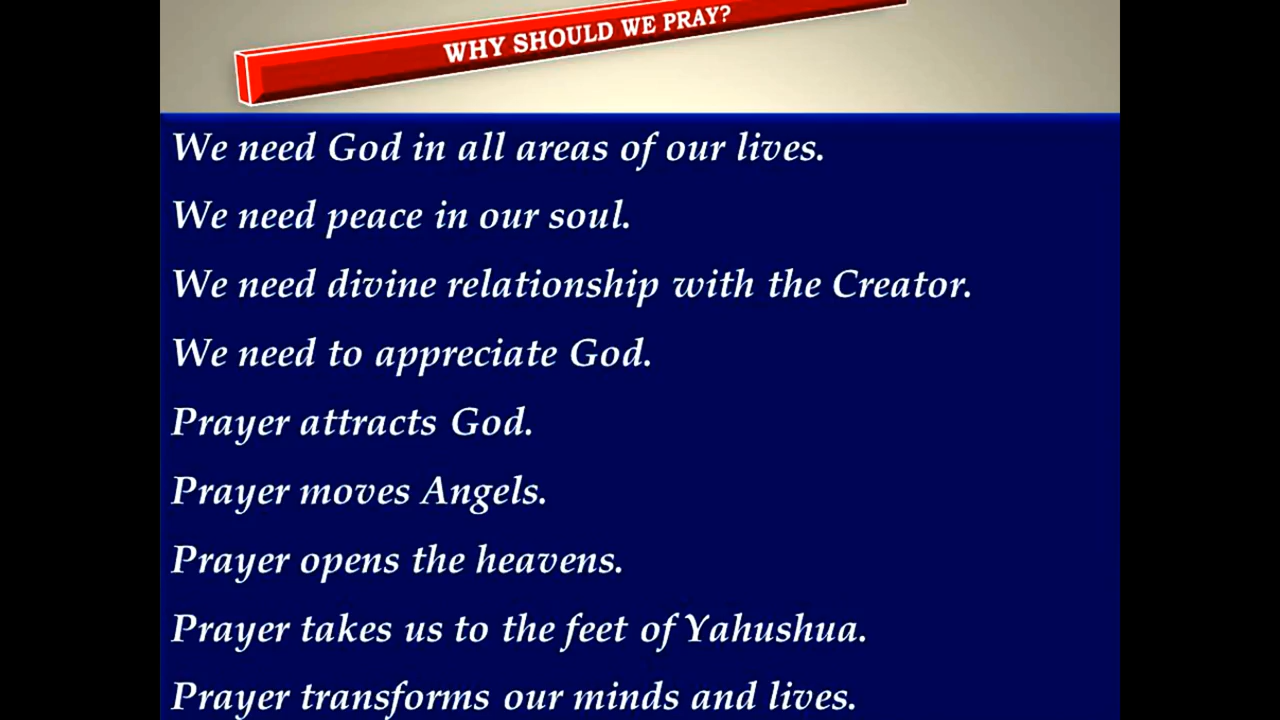 WHY SHOULD WE PRAY?
We need God in all areas of our lives.
We need peace in our soul.
We need divine relationship with the Creator.
We need to appreciate God.
Prayer attracts God.
Prayer moves Angels.
Prayer opens the heavens.
Prayer takes us to the feet of Yahushua.
Prayer transforms our minds and lives.